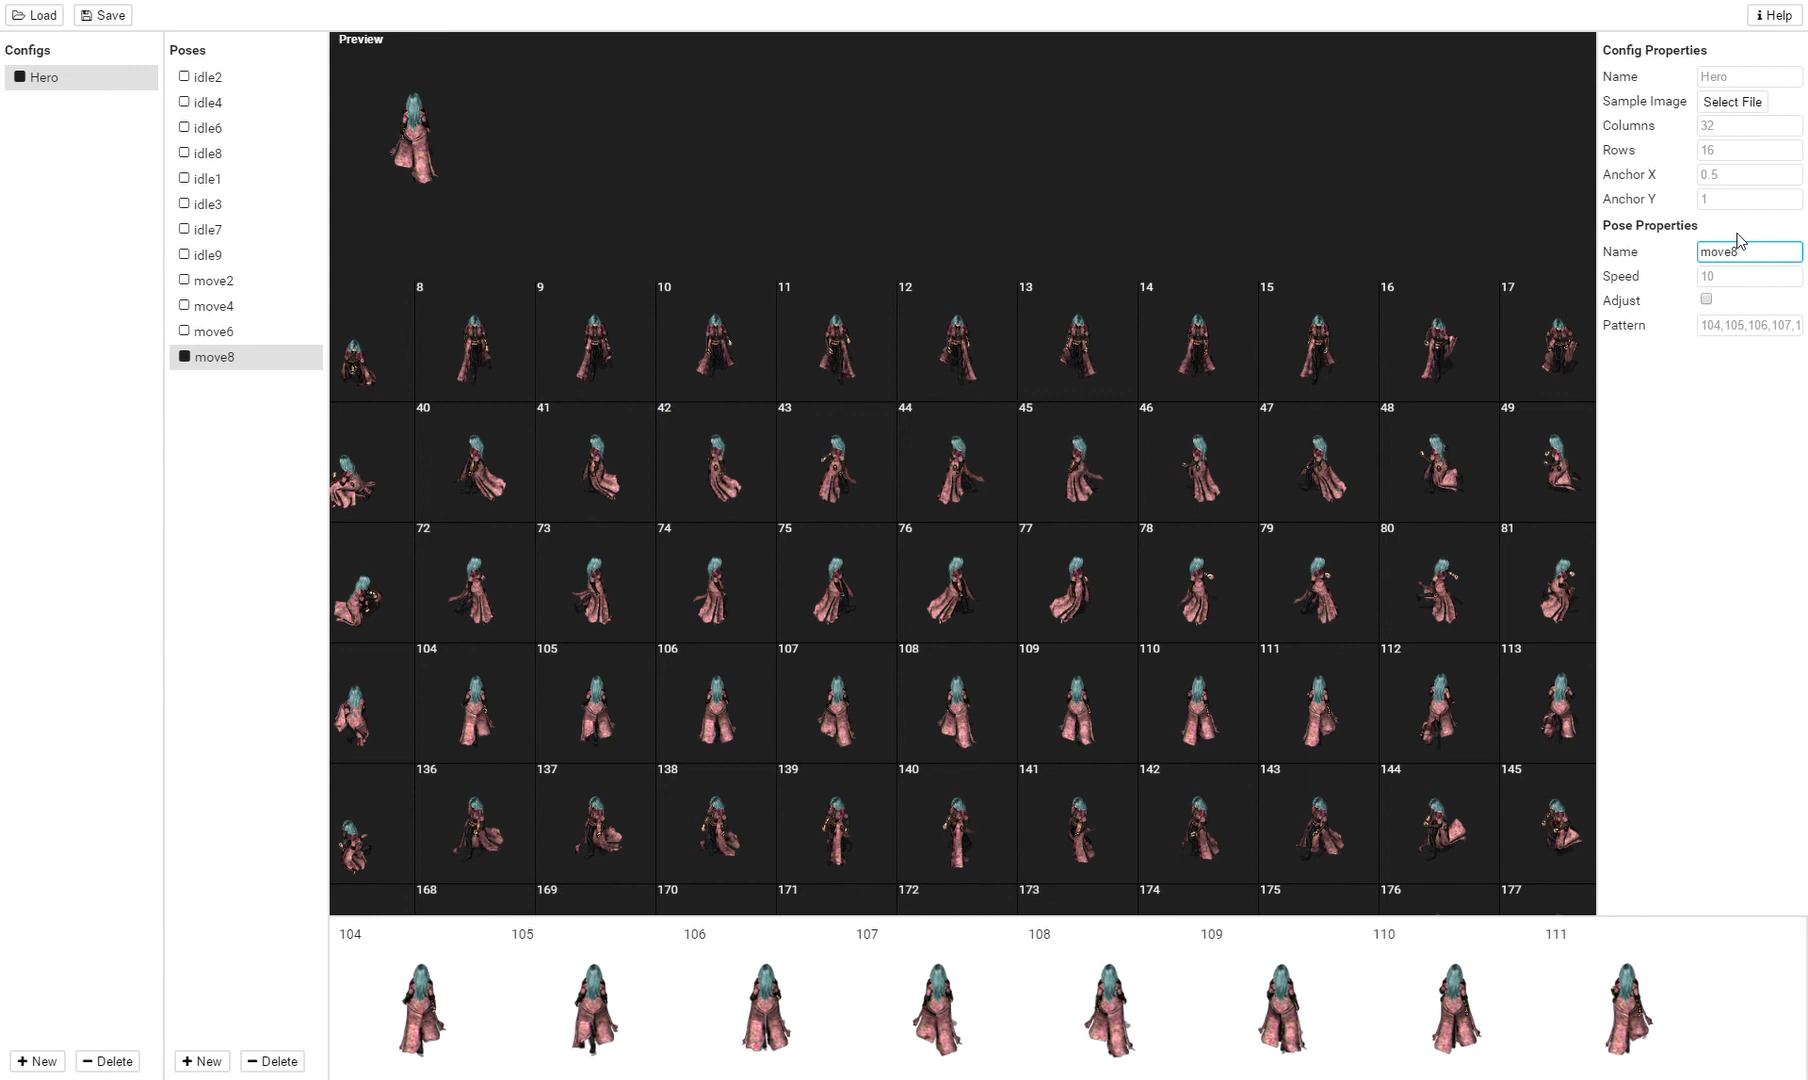 Load
Save
Help
Configs
Hero
New
Delete
Poses
idle2
idle4
idle6
idle8
idle1
idle3
idle7
idle9
move2
move4
move6
move8
New
Delete
Preview
8 9 10 11 12 13 14 15 16 17
40 41 42 43 44 45 46 47 48 49
72 73 74 75 76 77 78 79 80 81
104 105 106 107 108 109 110 111 112 113
136 137 138 139 140 141 142 143 144 145
168 169 170 171 172 173 174 175 176 177
104 105 106 107 108 109 110 111
Config Properties
Name Hero
Sample Image Select File
Columns 32
Rows 16
Anchor X 0.5
Anchor Y 1
Pose Properties
Name move8
Speed 10
Adjust
Pattern 104,105,106,107,1